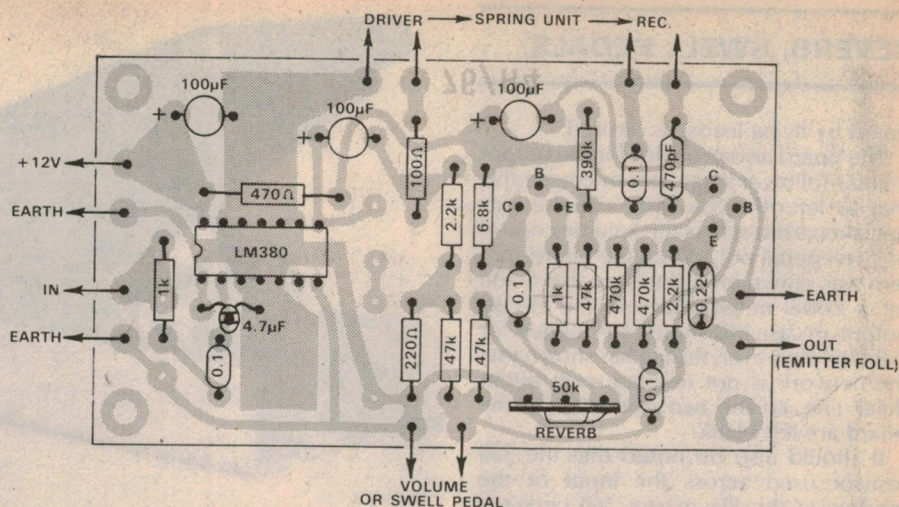 DRIVER → SPRING UNIT → REC.
100µF
100µF
100µF
+
+
+
+12V
EARTH
IN
EARTH
470Ω
LM380
1k
4.7µF
0.1
100Ω
2.2k
6.8k
390k
0.1
470pF
B
C
E
C
B
E
0.1
1k
47k
470k
470k
2.2k
0.22
220Ω
47k
47k
50k
REVERB
0.1
EARTH
OUT
(EMITTER FOLL)
VOLUME
OR SWELL PEDAL